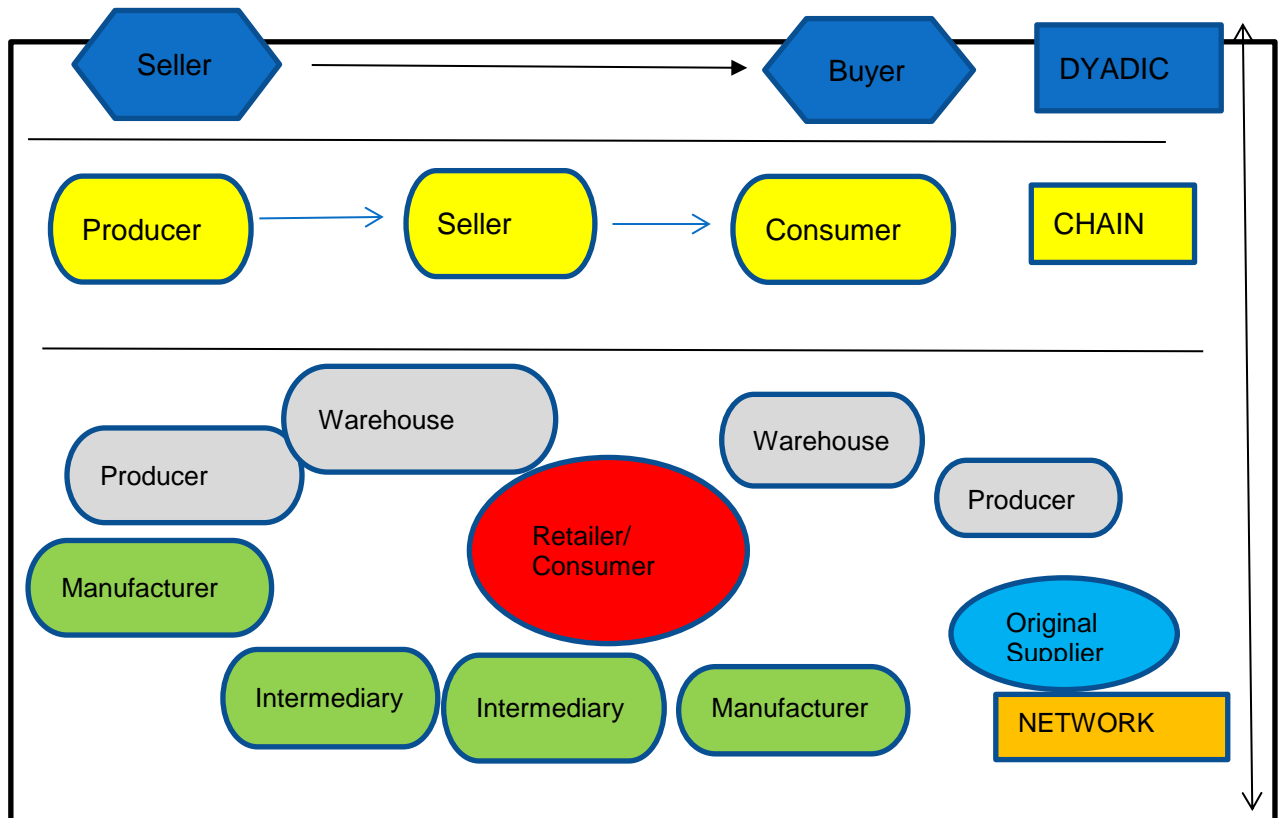 Seller
Buyer
DYADIC
Producer
Seller
Consumer
CHAIN
Warehouse
Warehouse
Producer
Producer
Retailer/
Consumer
Manufacturer
Original
Supplier
Intermediary
Intermediary
Manufacturer
NETWORK